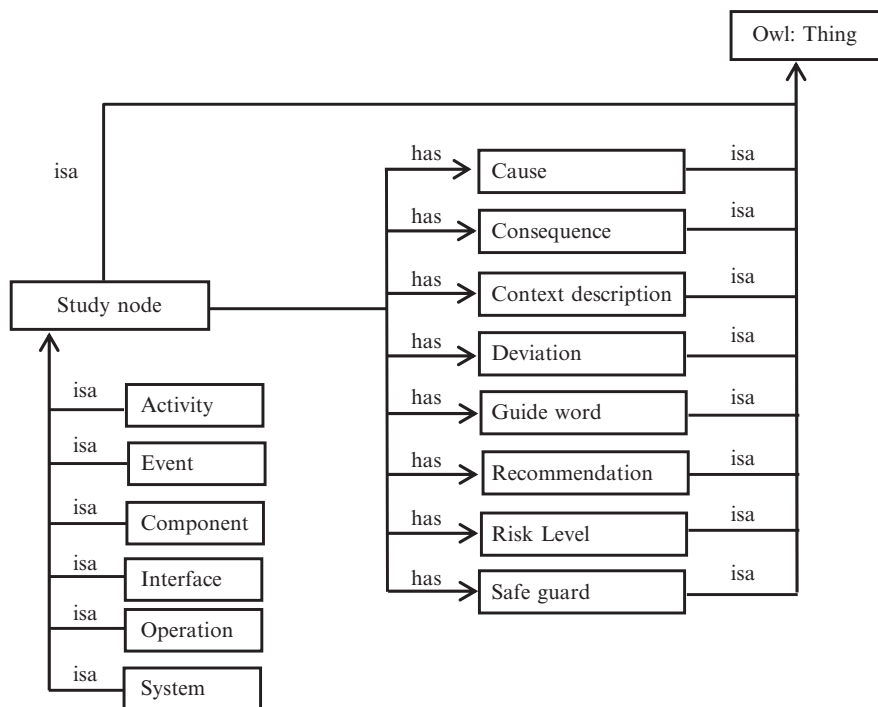 Owl: Thing
isa
has
Cause
isa
has
Consequence
isa
has
Context description
isa
Study node
has
Deviation
isa
isa
Activity
has
Guide word
isa
isa
Event
has
Recommendation
isa
isa
Component
has
Risk Level
isa
isa
Interface
has
Safe guard
isa
isa
Operation
isa
System